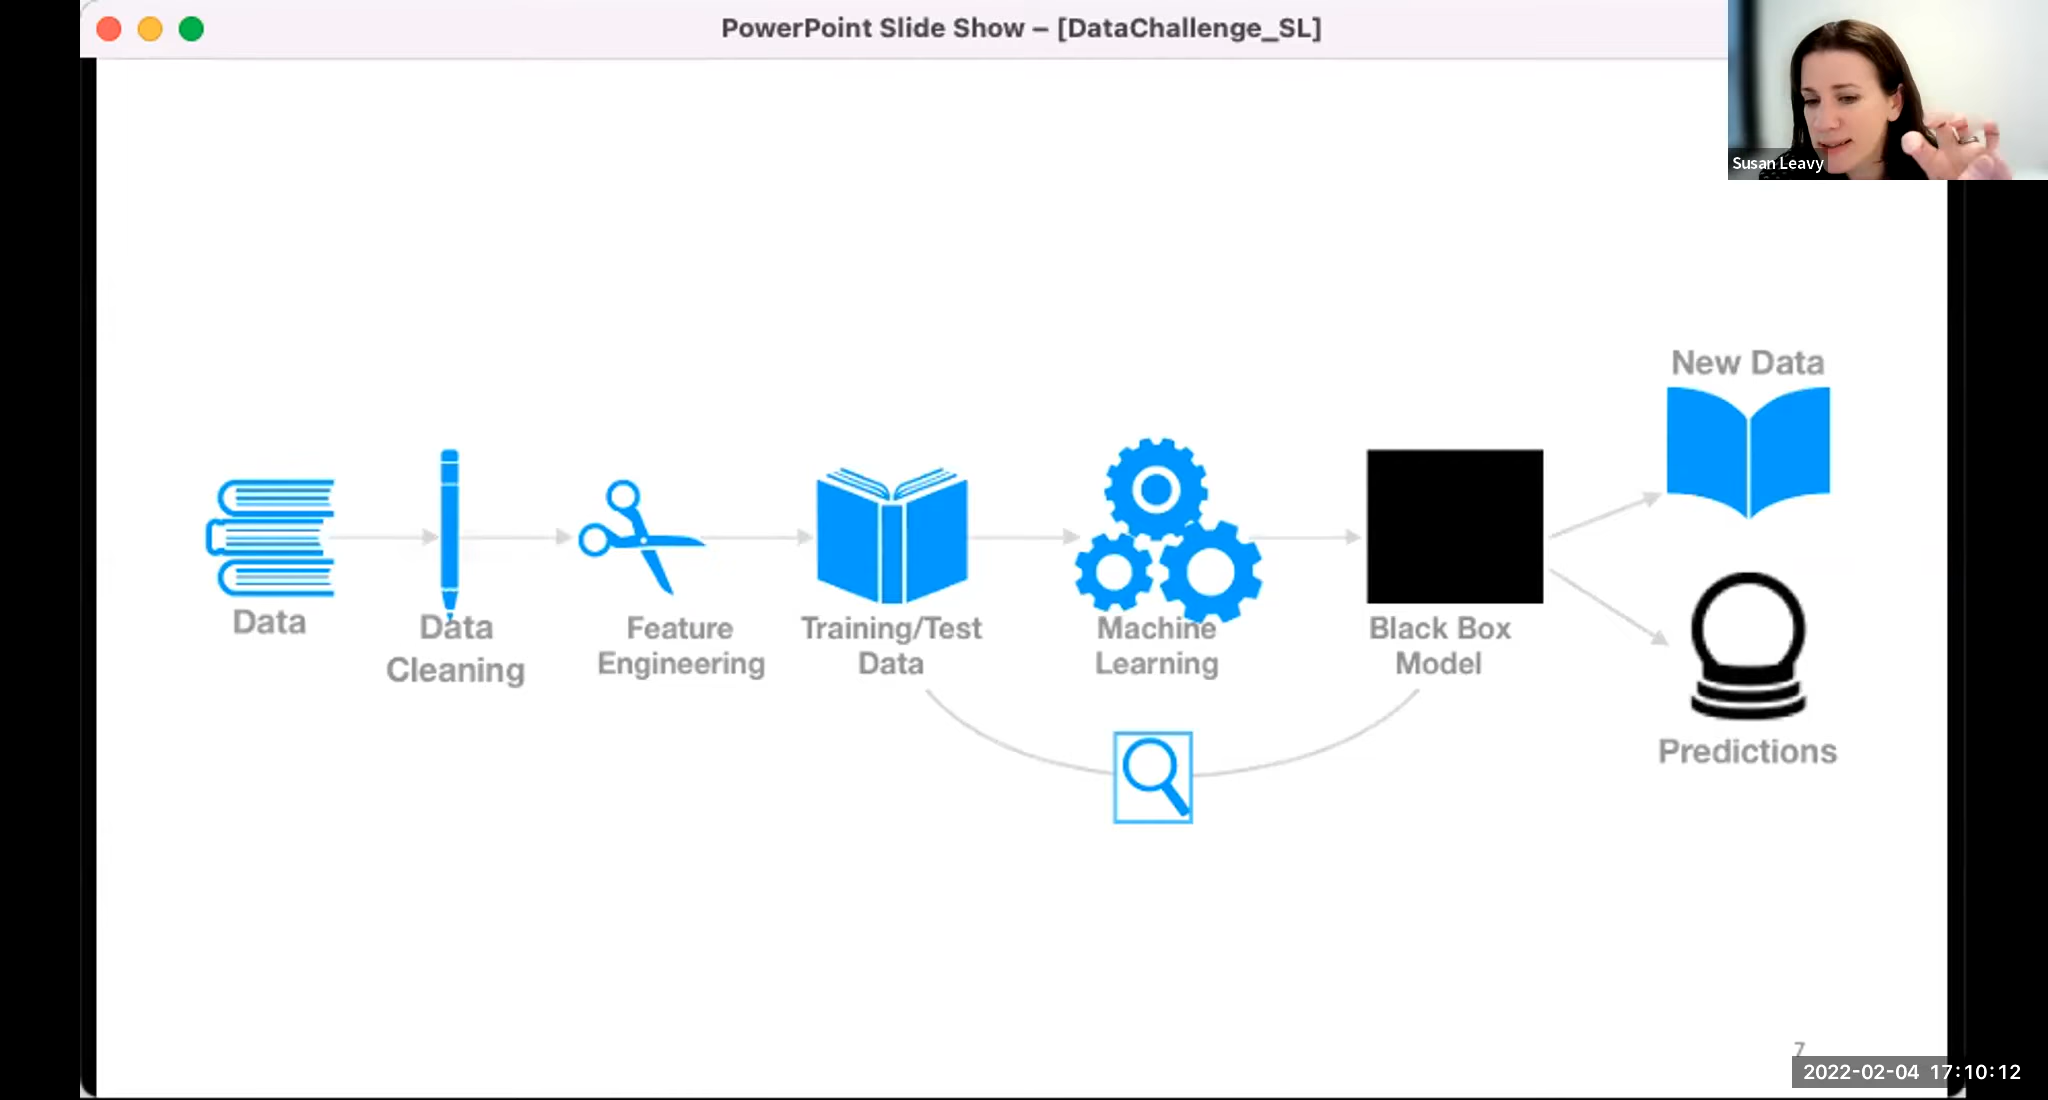 PowerPoint Slide Show – [DataChallenge_SL]
Susan Leavy
New Data
Data
Data
Cleaning
Feature
Engineering
Training/Test
Data
Machine
Learning
Black Box
Model
Predictions
7
2022-02-04 17:10:12